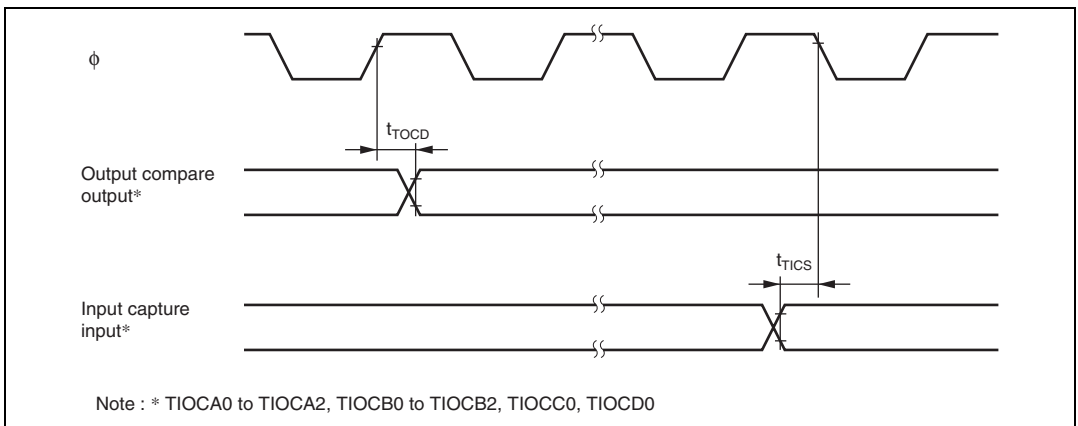 ϕ
tTOCD
Output compare
output*
tTICS
Input capture
input*
Note : * TIOCA0 to TIOCA2, TIOCB0 to TIOCB2, TIOCC0, TIOCD0